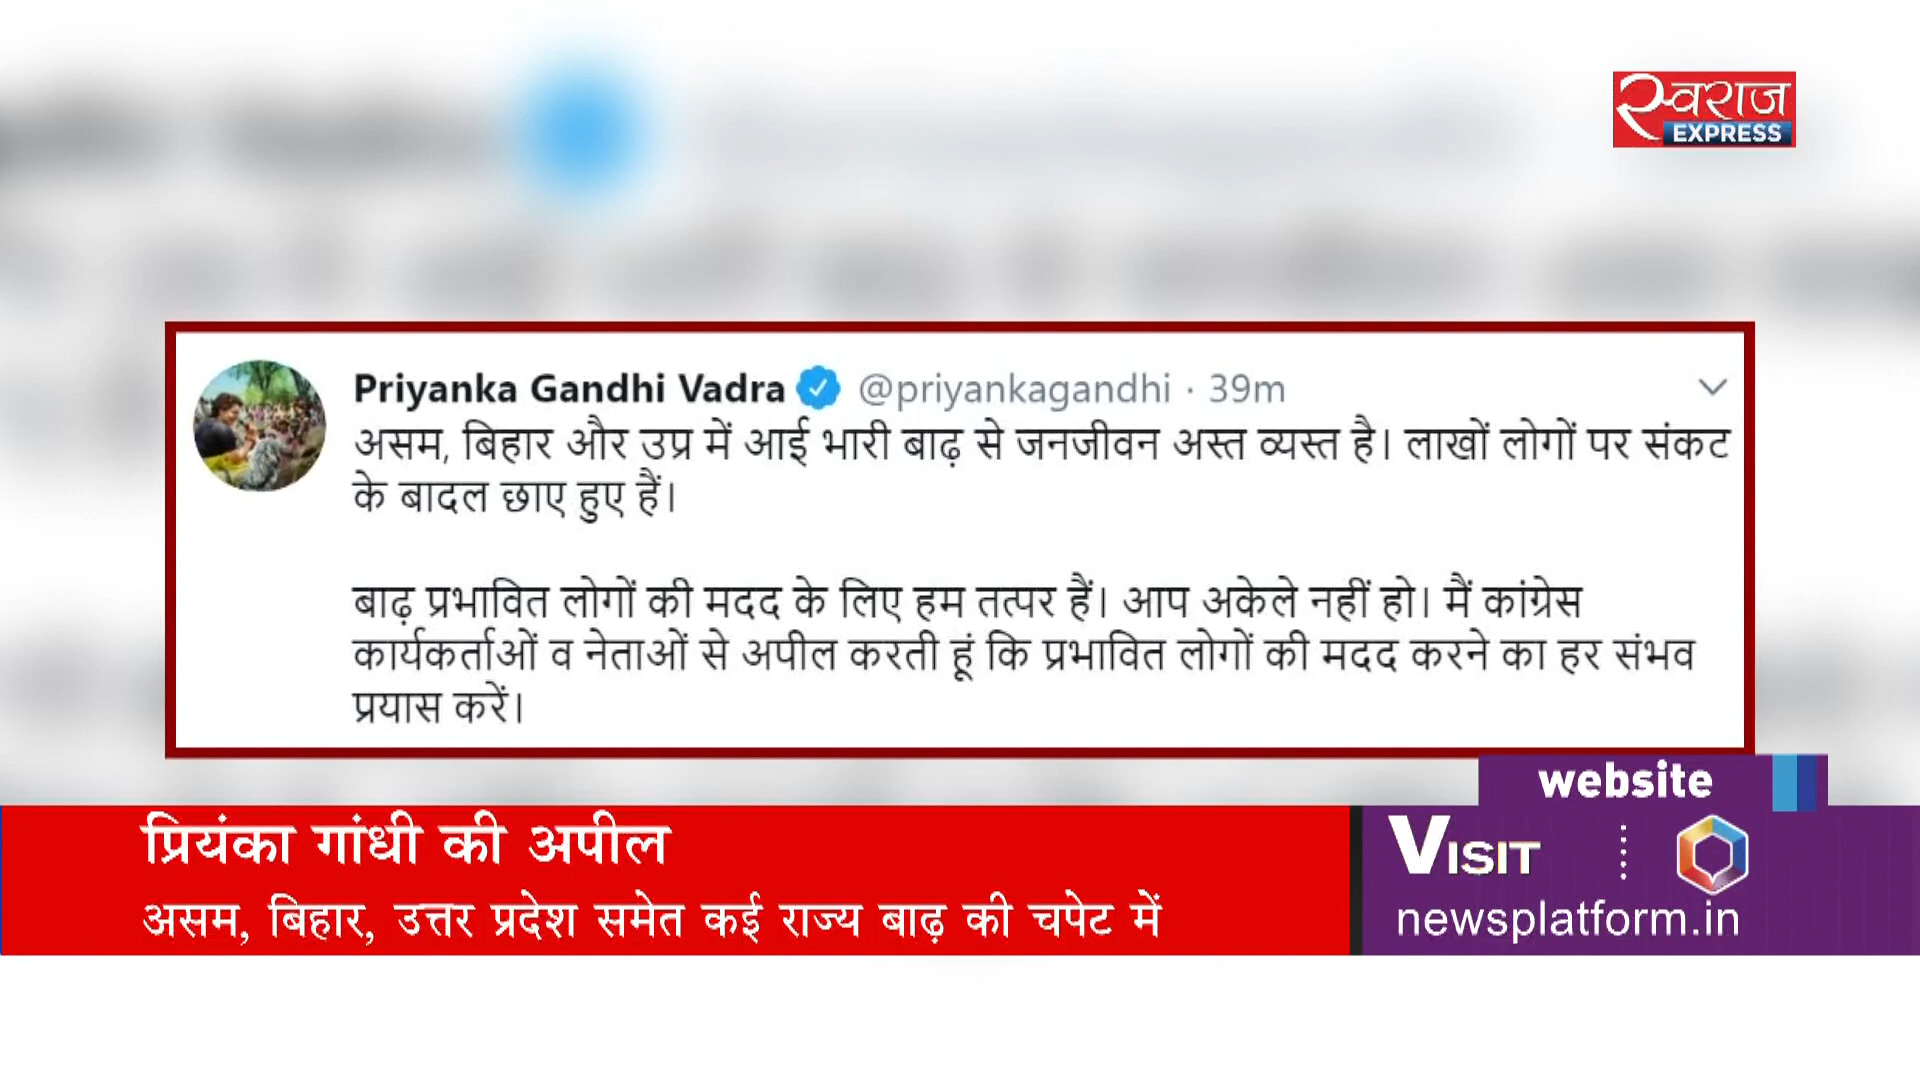 स्वराज
EXPRESS
Priyanka Gandhi Vadra @priyankagandhi · 39m
असम, बिहार और उप्र में आई भारी बाढ़ से जनजीवन अस्त व्यस्त है। लाखों लोगों पर संकट
के बादल छाए हुए हैं।
बाढ़ प्रभावित लोगों की मदद के लिए हम तत्पर हैं। आप अकेले नहीं हो। मैं कांग्रेस
कार्यकर्ताओं व नेताओं से अपील करती हूं कि प्रभावित लोगों की मदद करने का हर संभव
प्रयास करें।
website
प्रियंका गांधी की अपील
असम, बिहार, उत्तर प्रदेश समेत कई राज्य बाढ़ की चपेट में
VISIT
newsplatform.in